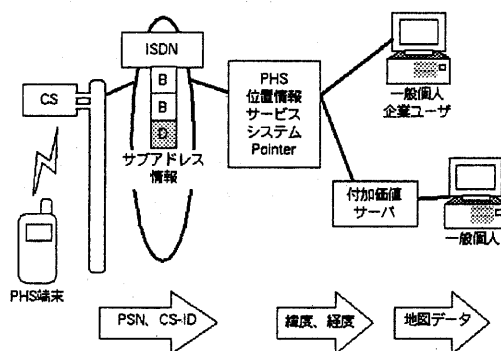 ISDN
B
B
D
サブアドレス
情報
CS
PHS端末
PHS
位置情報
サービス
システム
Pointer
一般個人
企業ユーザ
付加価値
サーバ
一般個人
PSN、CS-ID
緯度、経度
地図データ